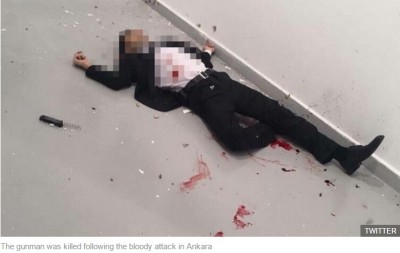 TWITTER
The gunman was killed following the bloody attack in Ankara